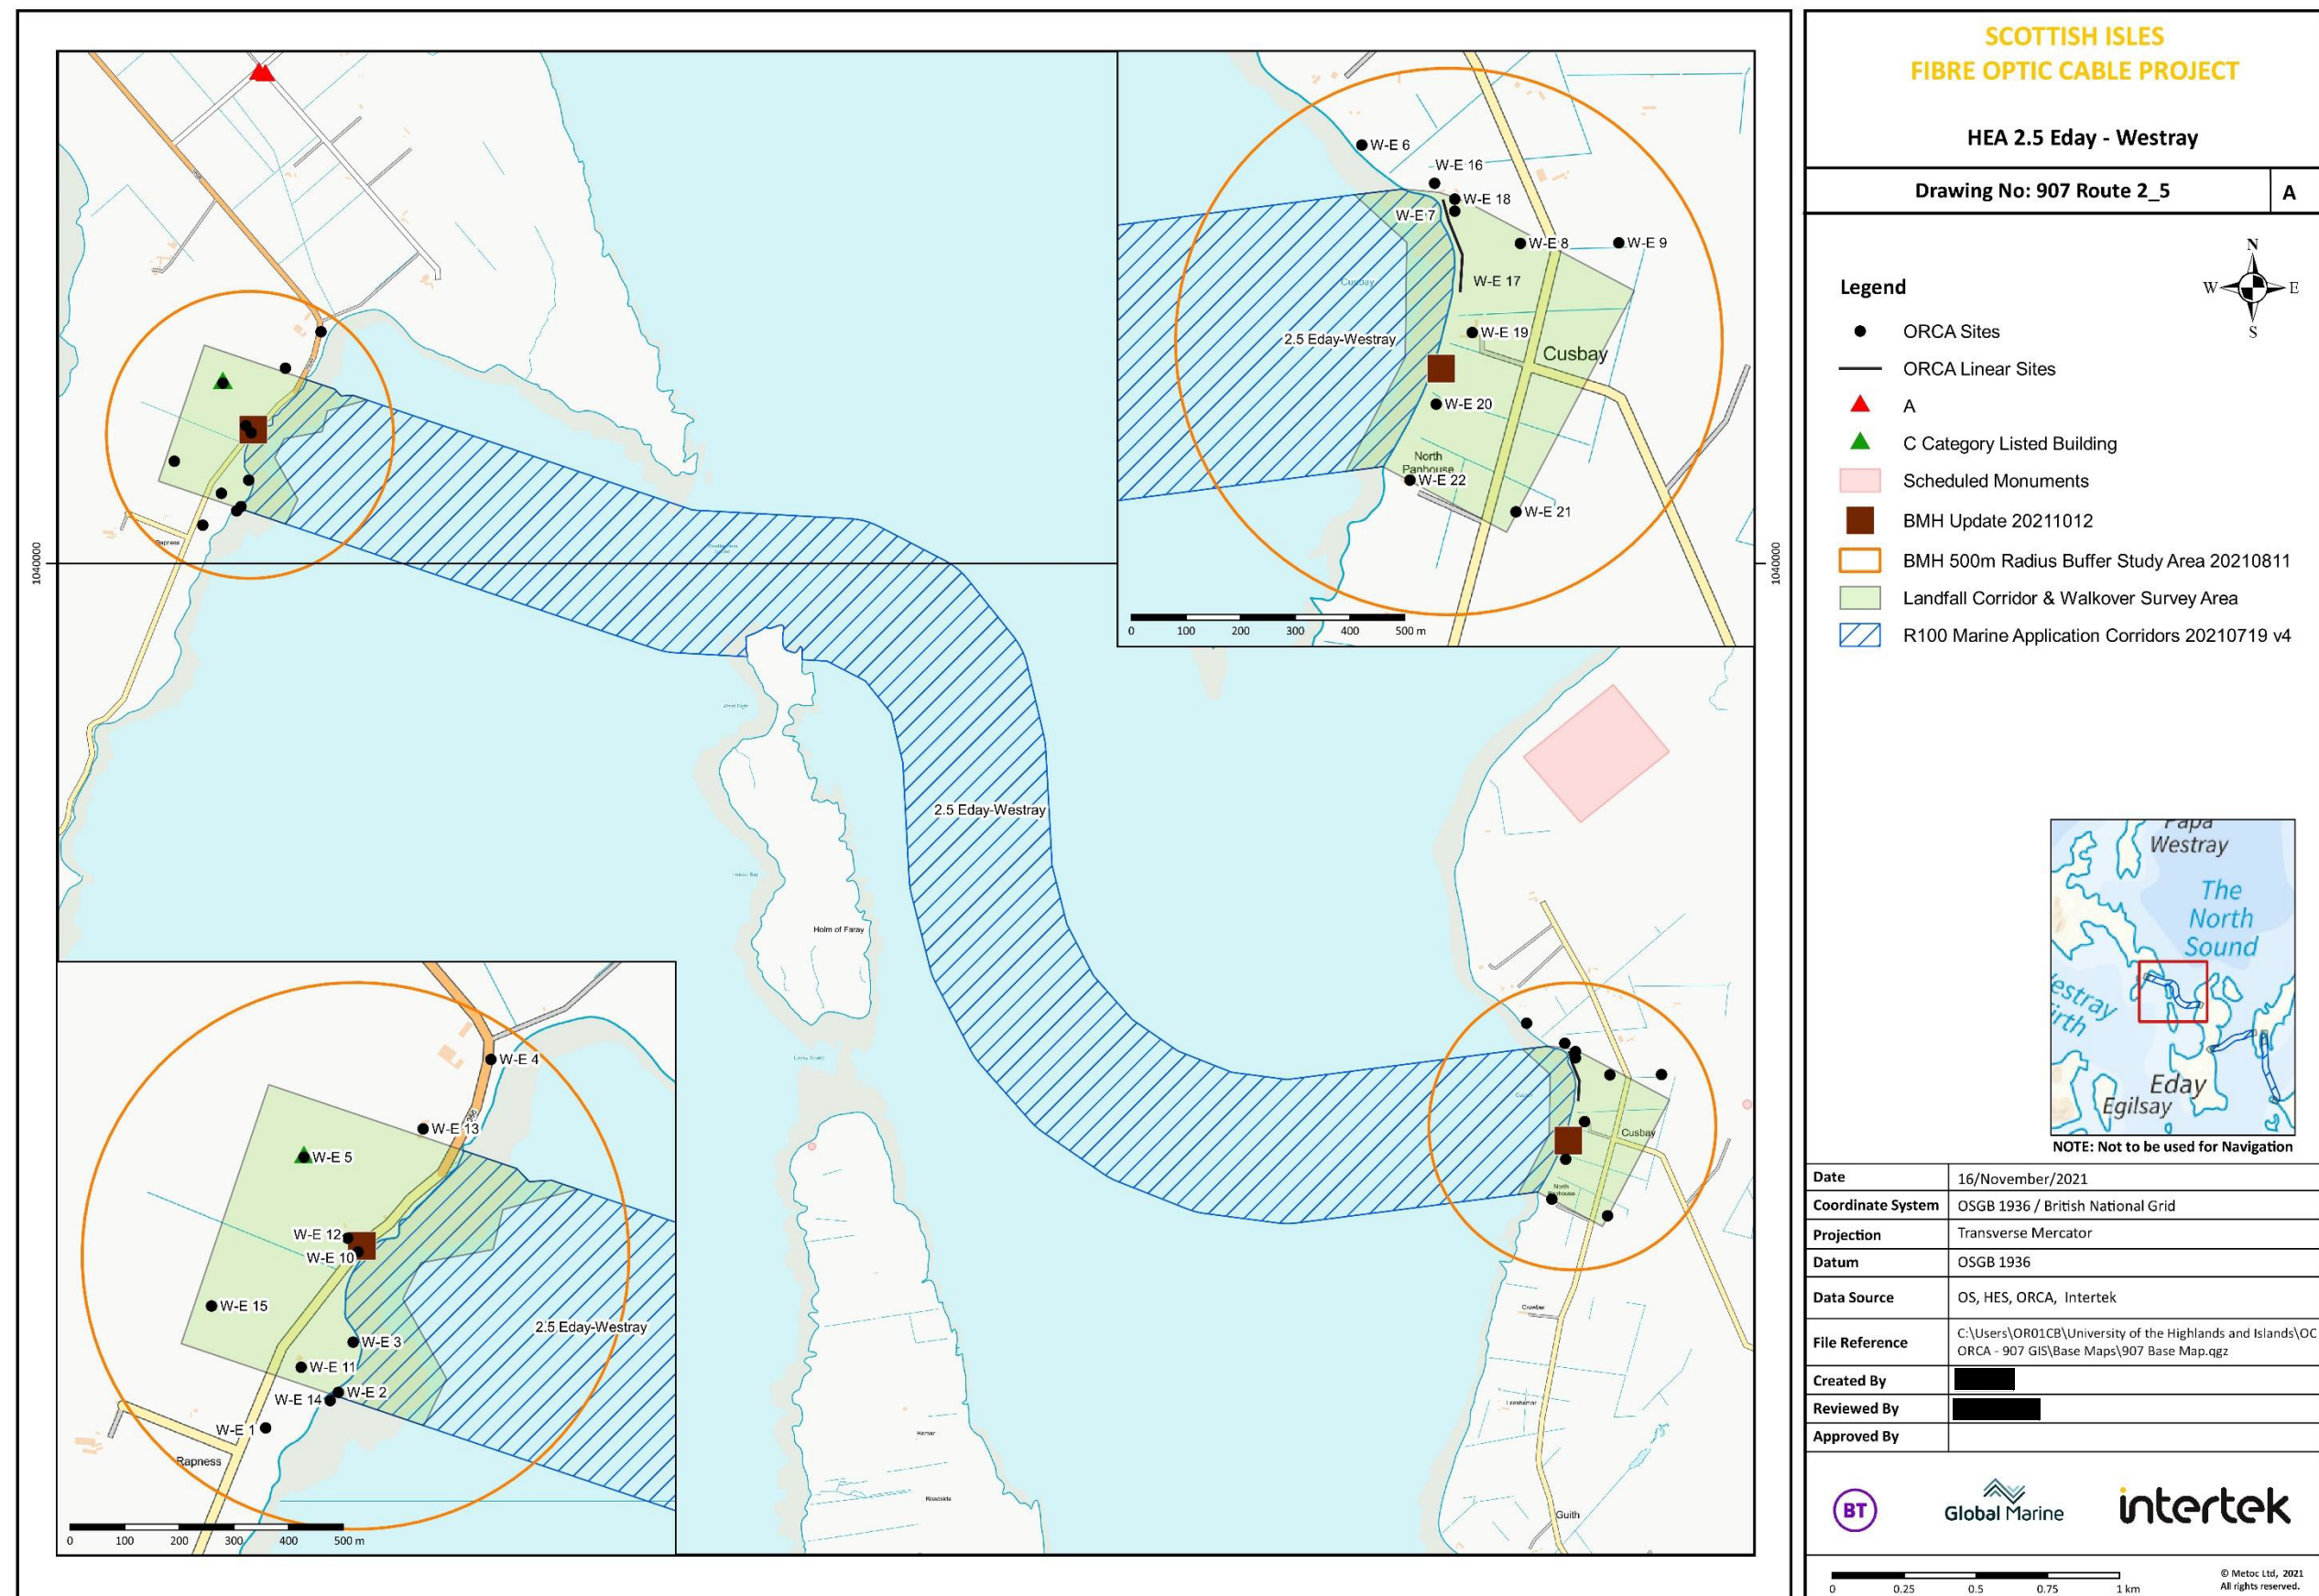 SCOTTISH ISLES
FIBRE OPTIC CABLE PROJECT
HEA 2.5 Eday - Westray
Drawing No: 907 Route 2_5
A
Legend
N
W
E
S
ORCA Sites
ORCA Linear Sites
A
C Category Listed Building
Scheduled Monuments
BMH Update 20211012
BMH 500m Radius Buffer Study Area 20210811
Landfall Corridor & Walkover Survey Area
R100 Marine Application Corridors 20210719 v4
Papa
Westray
The
North
Sound
estray
irth
Eday
Egilsay
NOTE: Not to be used for Navigation
Date 16/November/2021
Coordinate System OSGB 1936 / British National Grid
Projection Transverse Mercator
Datum OSGB 1936
Data Source OS, HES, ORCA, Intertek
File Reference C:\Users\OR01CB\University of the Highlands and Islands\OC
ORCA - 907 GIS\Base Maps\907 Base Map.qgz
Created By
Reviewed By
Approved By
BT
Global Marine
intertek
0 0.25 0.5 0.75 1 km
© Metoc Ltd, 2021
All rights reserved.
1040000
1040000
W-E 6
W-E 16
W-E 18
W-E 7
W-E 8
W-E 9
W-E 17
Cusbay
2.5 Eday-Westray
W-E 19
Cusbay
W-E 20
North
Panhouse
W-E 22
W-E 21
0 100 200 300 400 500 m
Rapness
2.5 Eday-Westray
Holm of Faray
Cusbay
North
Panhouse
Guith
Roadside
W-E 4
W-E 13
W-E 5
W-E 12
W-E 10
W-E 15
2.5 Eday-Westray
W-E 3
W-E 11
W-E 2
W-E 14
W-E 1
Rapness
0 100 200 300 400 500 m